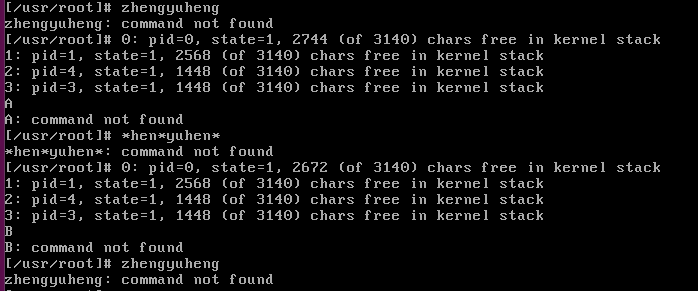 [/usr/root]# zhengyuheng
zhengyuheng: command not found
[/usr/root]# 0: pid=0, state=1, 2744 (of 3140) chars free in kernel stack
1: pid=1, state=1, 2568 (of 3140) chars free in kernel stack
2: pid=4, state=1, 1448 (of 3140) chars free in kernel stack
3: pid=3, state=1, 1448 (of 3140) chars free in kernel stack
A
A: command not found
[/usr/root]# *hen*yuhen*
*hen*yuhen*: command not found
[/usr/root]# 0: pid=0, state=1, 2672 (of 3140) chars free in kernel stack
1: pid=1, state=1, 2568 (of 3140) chars free in kernel stack
2: pid=4, state=1, 1448 (of 3140) chars free in kernel stack
3: pid=3, state=1, 1448 (of 3140) chars free in kernel stack
B
B: command not found
[/usr/root]# zhengyuheng
zhengyuheng: command not found